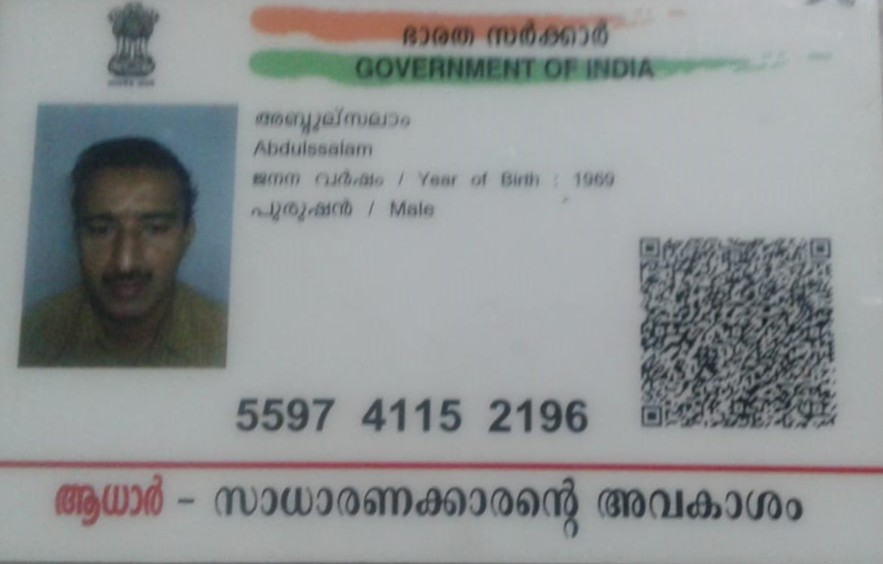 ഭാരത സർക്കാർ
GOVERNMENT OF INDIA
അബ്ദുല്സലാം
Abdulssalam
ജനന വർഷം / Year of Birth : 1969
പുരുഷൻ / Male
5597 4115 2196
ആധാർ - സാധാരണക്കാരന്റെ അവകാശം